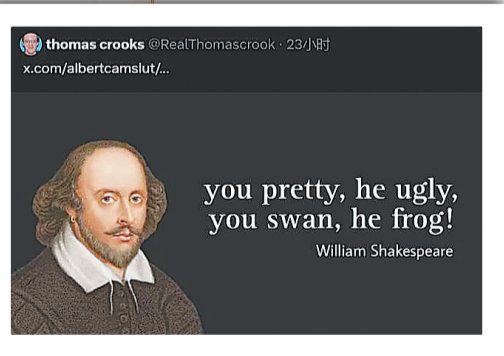 thomas crooks @RealThomascrook · 23小时
x.com/albertcamslut/...
you pretty, he ugly,
you swan, he frog!
William Shakespeare